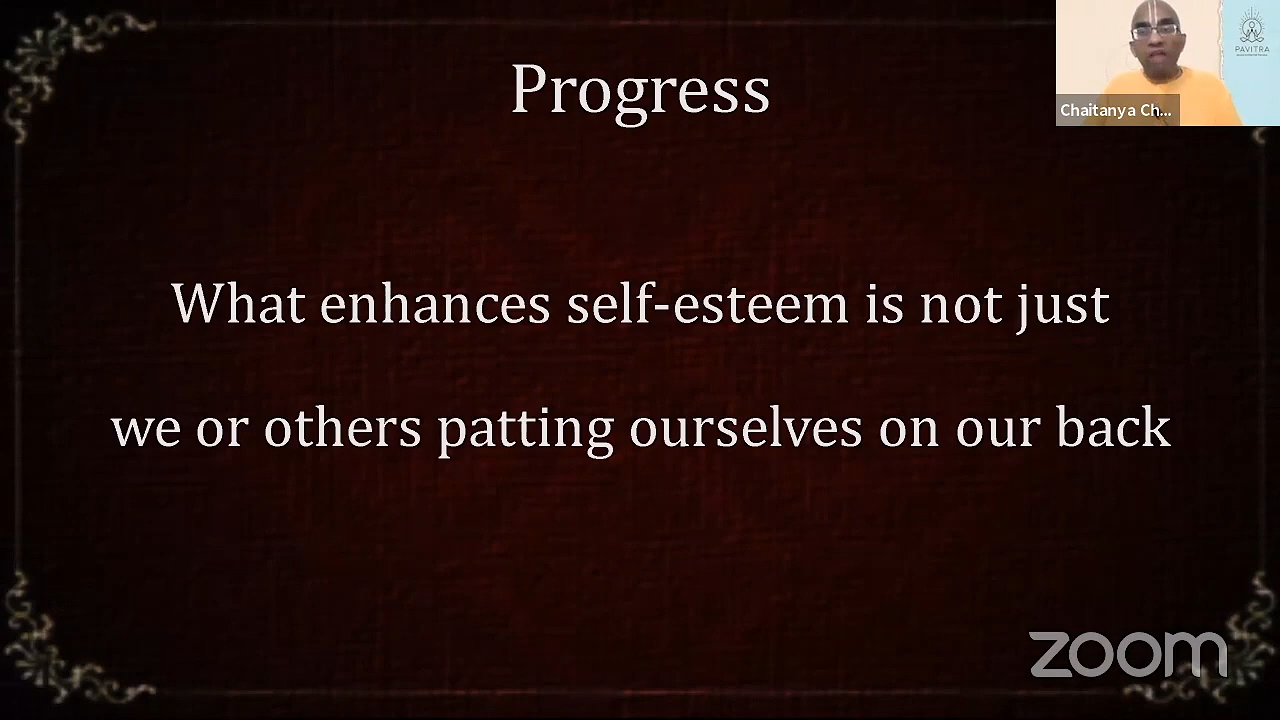 Progress
PAVITRA
Chaitanya Ch...
What enhances self-esteem is not just
we or others patting ourselves on our back
zoom